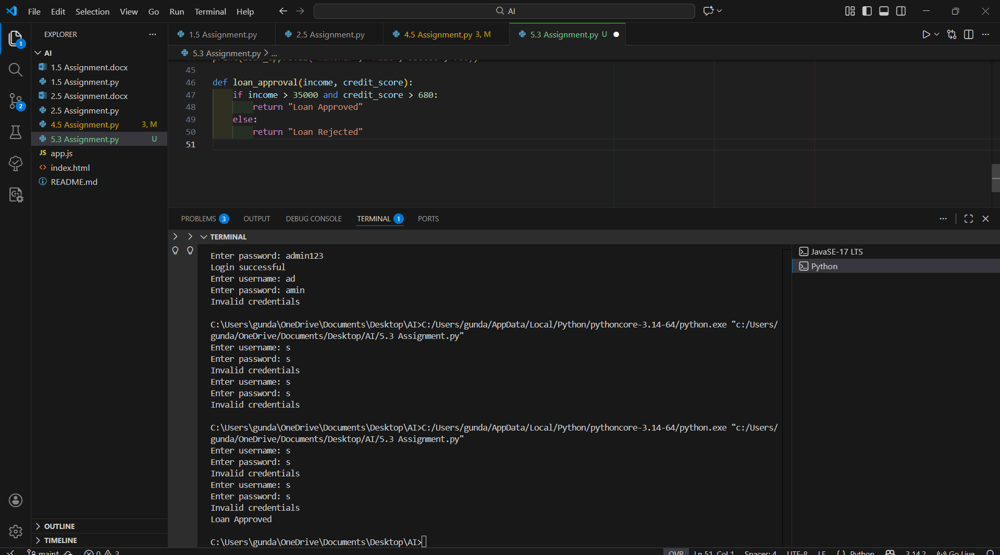 File Edit Selection View Go Run Terminal Help
AI
EXPLORER
1.5 Assignment.py
2.5 Assignment.py
4.5 Assignment.py 3, M
5.3 Assignment.py U
1
AI
5.3 Assignment.py > ...
1.5 Assignment.docx
1.5 Assignment.py
2.5 Assignment.docx
2.5 Assignment.py
4.5 Assignment.py 3, M
5.3 Assignment.py U
JS app.js
index.html
README.md
2
45
46 def loan_approval(income, credit_score):
47 if income > 35000 and credit_score > 680:
48 return "Loan Approved"
49 else:
50 return "Loan Rejected"
51
PROBLEMS 3 OUTPUT DEBUG CONSOLE TERMINAL 1 PORTS
TERMINAL
Enter password: admin123
Login successful
Enter username: ad
Enter password: amin
Invalid credentials
C:\Users\gunda\OneDrive\Documents\Desktop\AI>C:/Users/gunda/AppData/Local/Python/pythoncore-3.14-64/python.exe "c:/Users/
gunda/OneDrive/Documents/Desktop/AI/5.3 Assignment.py"
Enter username: s
Enter password: s
Invalid credentials
Enter username: s
Enter password: s
Invalid credentials
C:\Users\gunda\OneDrive\Documents\Desktop\AI>C:/Users/gunda/AppData/Local/Python/pythoncore-3.14-64/python.exe "c:/Users/
gunda/OneDrive/Documents/Desktop/AI/5.3 Assignment.py"
Enter username: s
Enter password: s
Invalid credentials
Enter username: s
Enter password: s
Invalid credentials
Loan Approved
C:\Users\gunda\OneDrive\Documents\Desktop\AI>
JavaSE-17 LTS
Python
OUTLINE
TIMELINE
main* 0 3 OVR Ln 51, Col 1 Spaces: 4 UTF-8 LF { } Python 3.14.2 Go Live